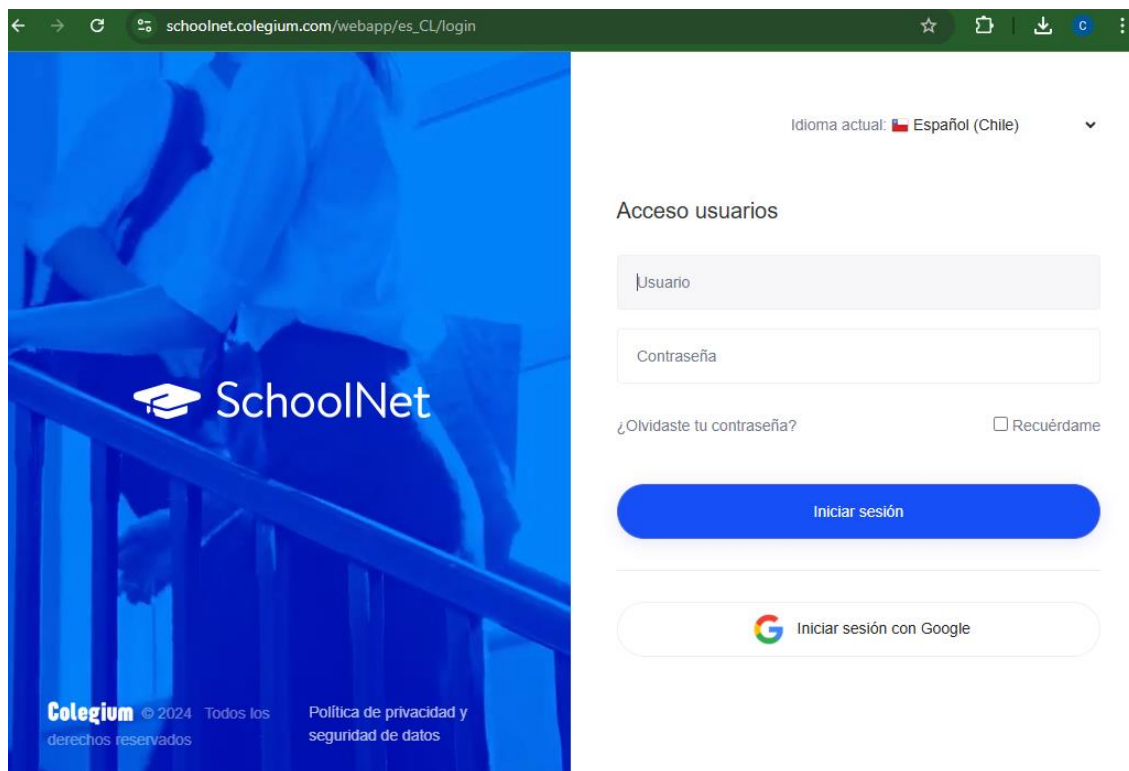 schoolnet.colegium.com/webapp/es_CL/login
C
Idioma actual: Español (Chile)
Acceso usuarios
Usuario
Contraseña
¿Olvidaste tu contraseña?
Recuérdame
Iniciar sesión
Iniciar sesión con Google
SchoolNet
Colegium © 2024 Todos los
derechos reservados
Política de privacidad y
seguridad de datos